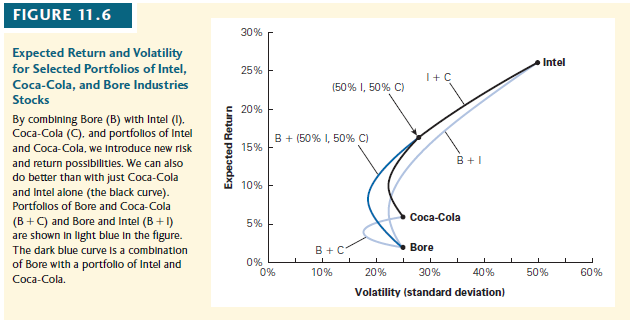 FIGURE 11.6
Expected Return and Volatility
for Selected Portfolios of Intel,
Coca-Cola, and Bore Industries
Stocks
By combining Bore (B) with Intel (I),
Coca-Cola (C), and portfolios of Intel
and Coca-Cola, we introduce new risk
and return possibilities. We can also
do better than with just Coca-Cola
and Intel alone (the black curve).
Portfolios of Bore and Coca-Cola
(B + C) and Bore and Intel (B + I)
are shown in light blue in the figure.
The dark blue curve is a combination
of Bore with a portfolio of Intel and
Coca-Cola.
Expected Return
30%
25%
20%
15%
10%
5%
0%
Intel
I + C
(50% I, 50% C)
B + (50% I, 50% C)
B + I
Coca-Cola
B + C
Bore
0% 10% 20% 30% 40% 50% 60%
Volatility (standard deviation)